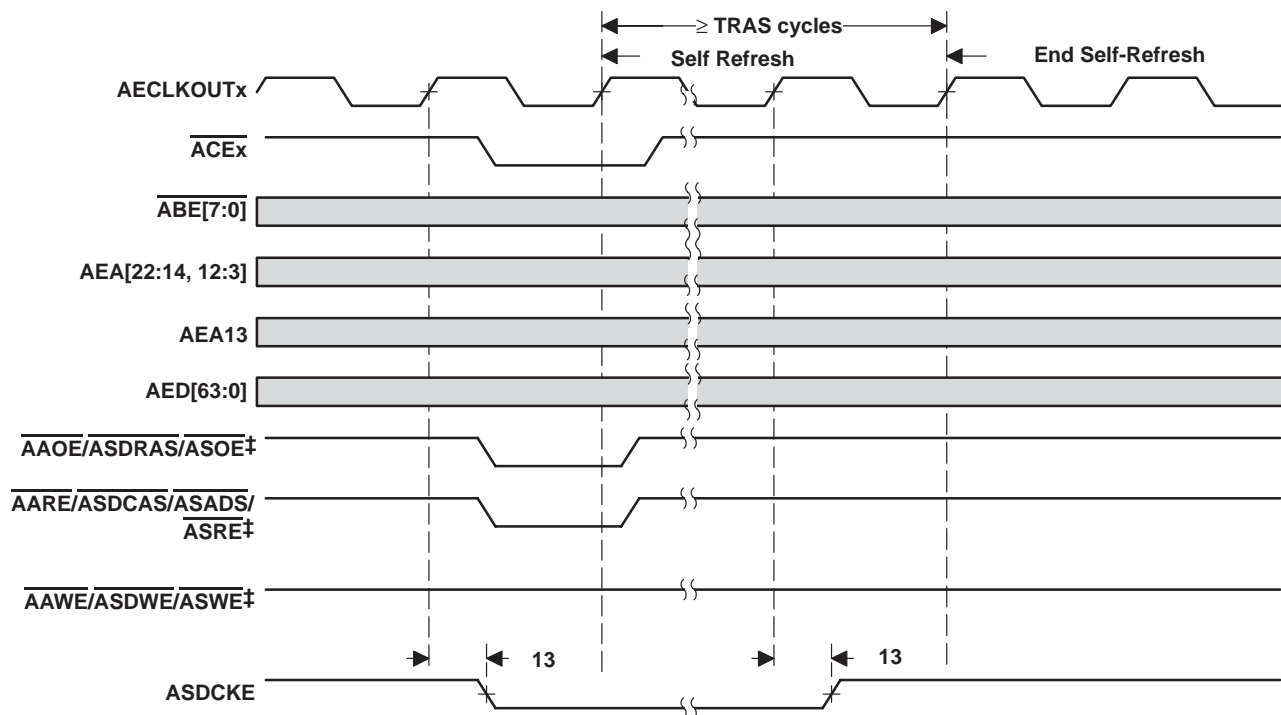 ≥ TRAS cycles
Self Refresh
End Self-Refresh
AECLKOUTx
ACEx
ABE[7:0]
AEA[22:14, 12:3]
AEA13
AED[63:0]
AAOE/ASDRAS/ASOE‡
AARE/ASDCAS/ASADS/
ASRE‡
AAWE/ASDWE/ASWE‡
13
13
ASDCKE